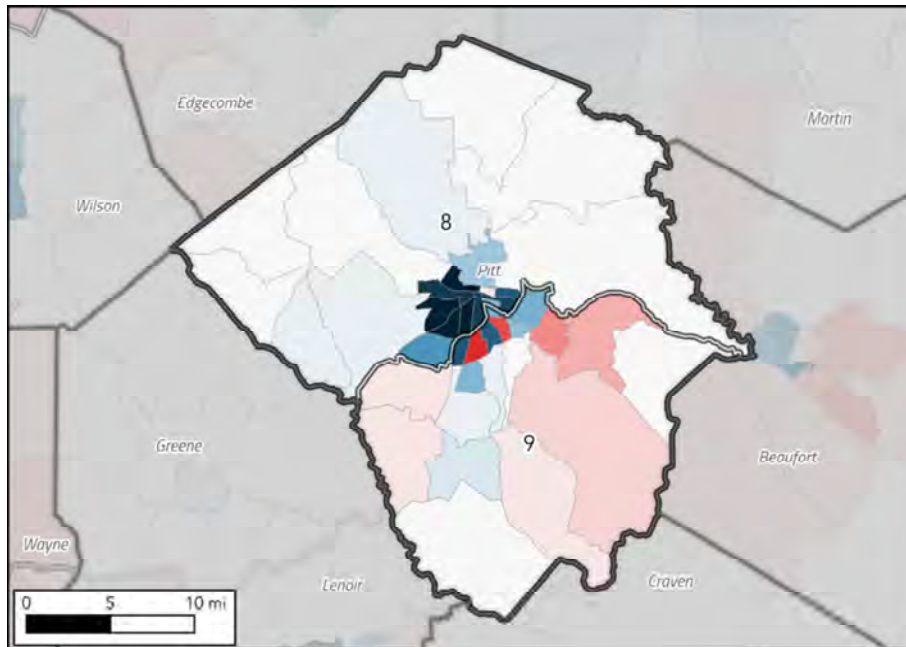 Edgecombe
Martin
Wilson
8
Pitt
Greene
9
Beaufort
Wayne
Lenoir
Craven
0 5 10 mi